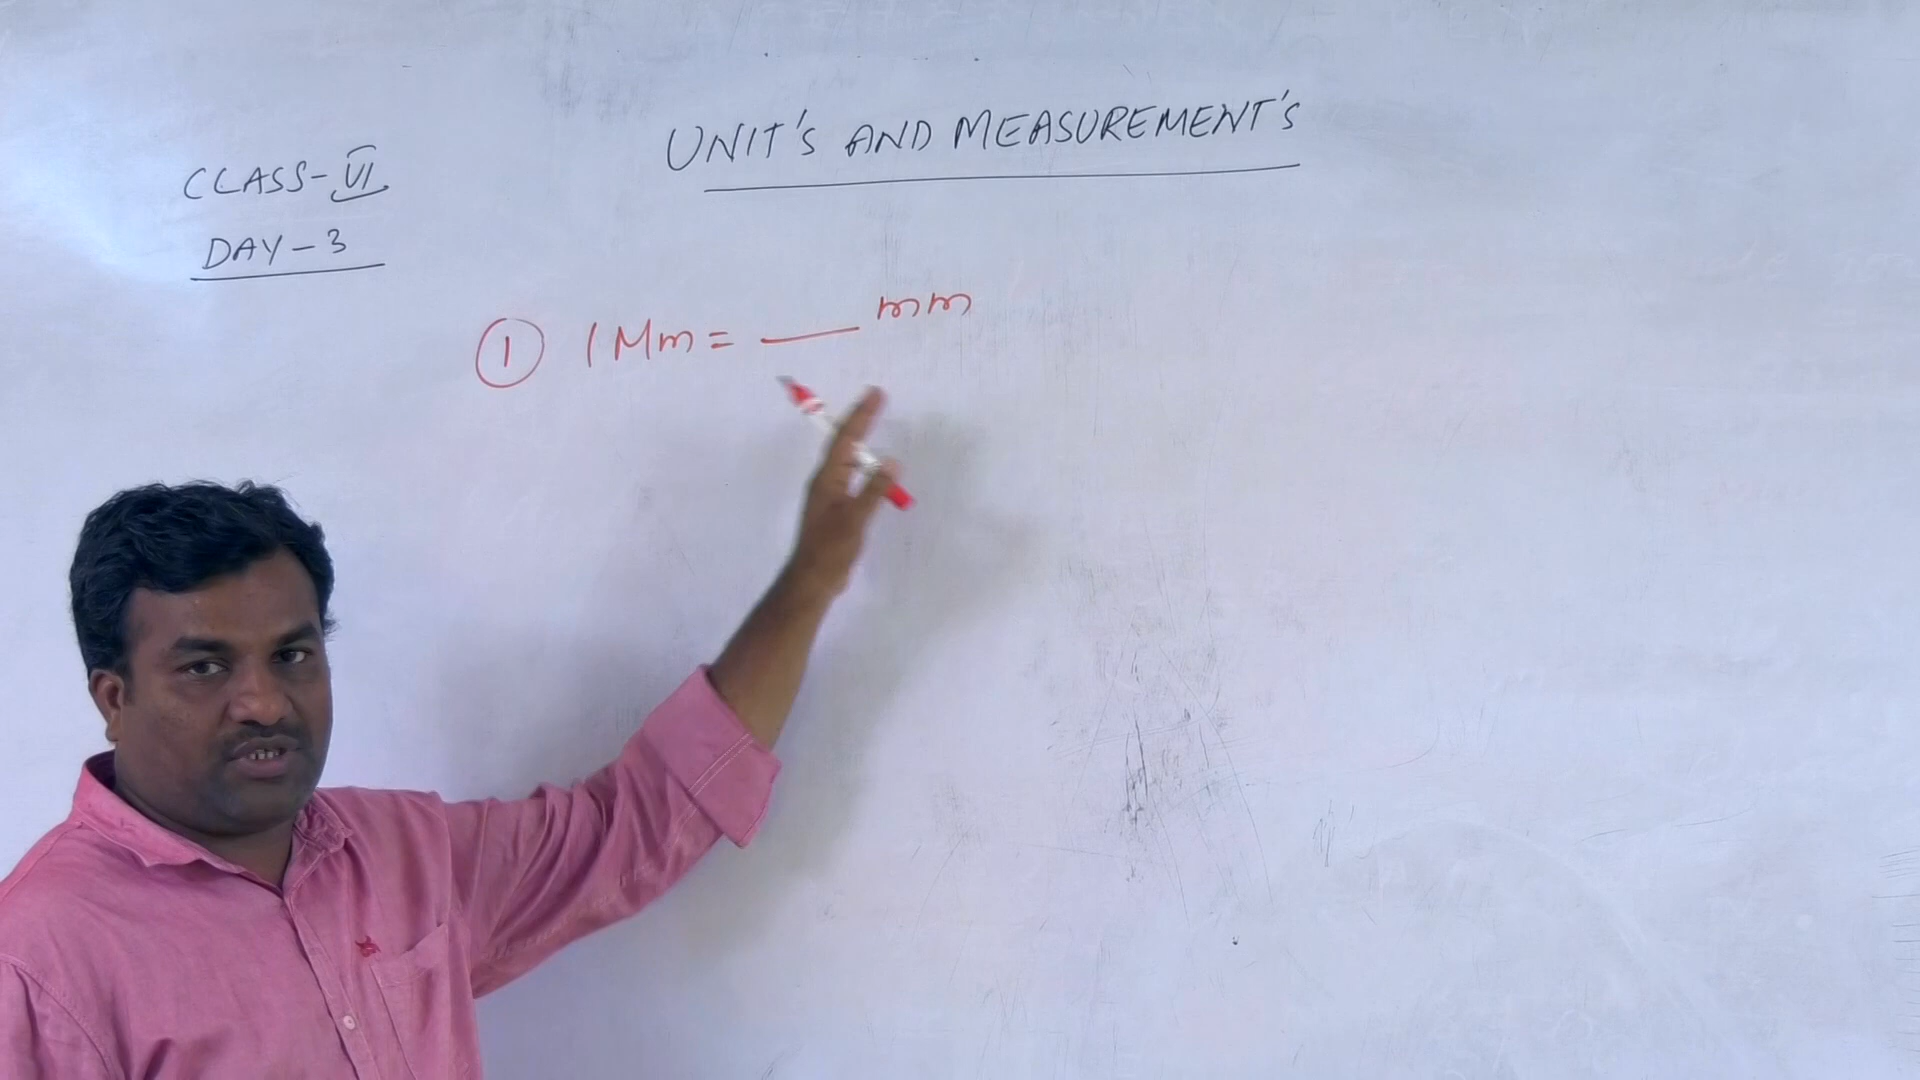 UNIT'S AND MEASUREMENT'S
CLASS-VI
DAY-3
① 1Mm = ___ mm